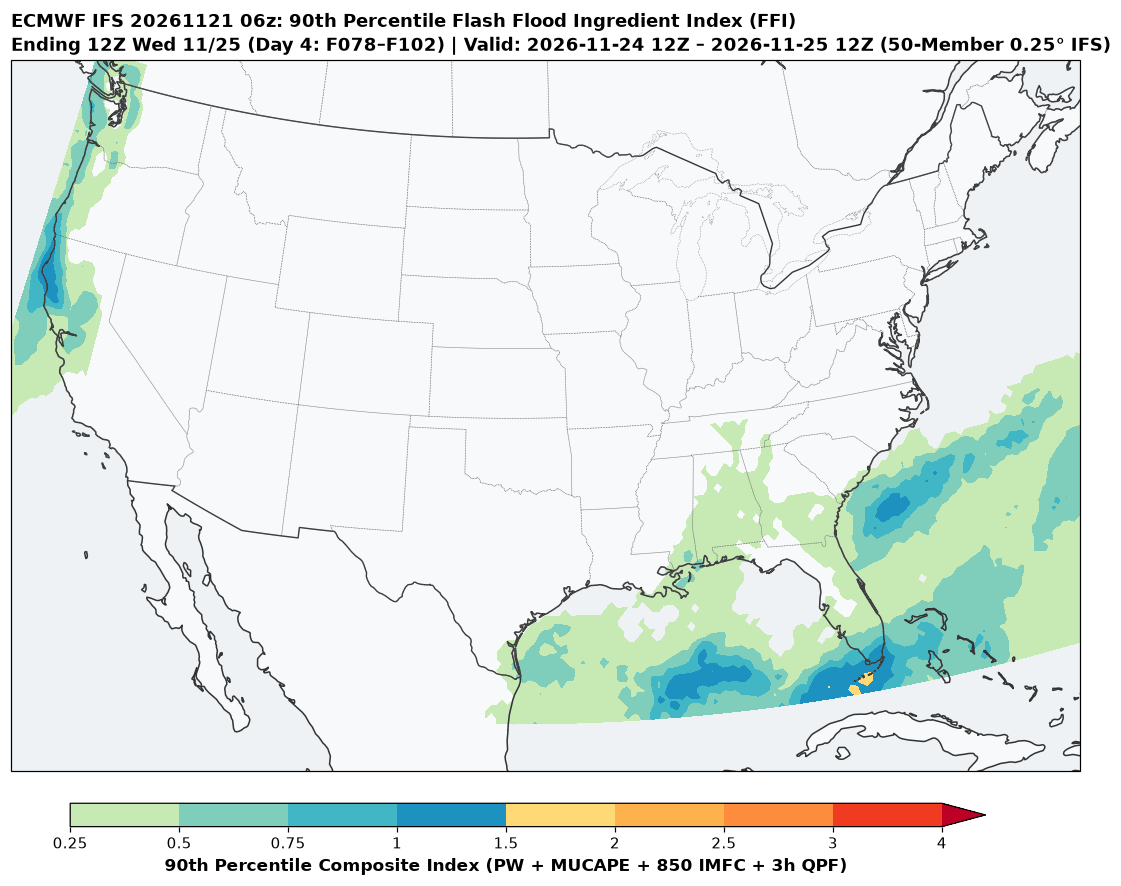 ECMWF IFS 20261121 06z: 90th Percentile Flash Flood Ingredient Index (FFI)
Ending 12Z Wed 11/25 (Day 4: F078–F102) | Valid: 2026-11-24 12Z – 2026-11-25 12Z (50-Member 0.25° IFS)
0.25 0.5 0.75 1 1.5 2 2.5 3 4
90th Percentile Composite Index (PW + MUCAPE + 850 IMFC + 3h QPF)